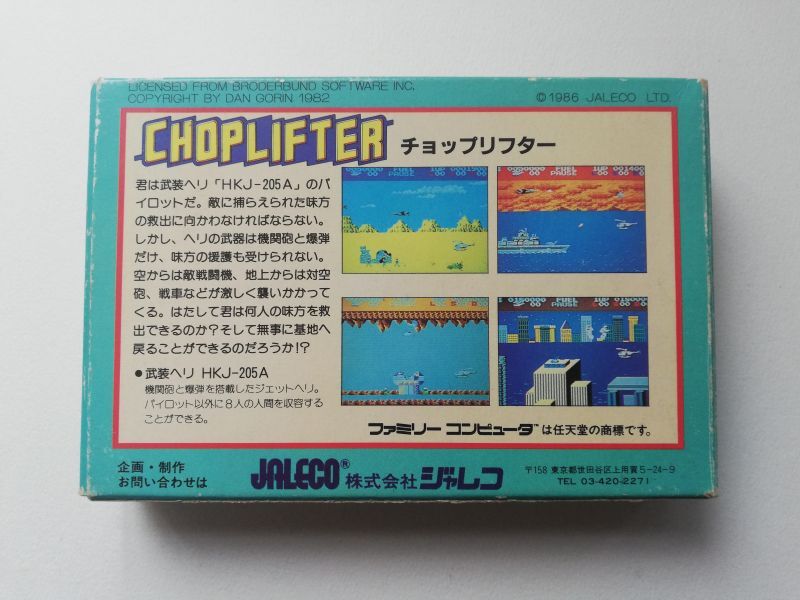 LICENSED FROM BRODERBUND SOFTWARE INC.
COPYRIGHT BY DAN GORIN 1982
©1986 JALECO LTD.
CHOPLIFTER チョップリフター
君は武装ヘリ「HKJ-205A」のパ
イロットだ。敵に捕らえられた味方
の救出に向かわなければならない。
しかし、ヘリの武器は機関砲と爆弾
だけ、味方の援護も受けられない。
空からは敵戦闘機、地上からは対空
砲、戦車などが激しく襲いかかって
くる。はたして君は何人の味方を救
出できるのか?そして無事に基地へ
戻ることができるのだろうか!?
●武装ヘリ HKJ-205A
機関砲と爆弾を搭載したジェットヘリ。
パイロット以外に8人の人間を収容する
ことができる。
FUEL
PAUSE
0050000 FUEL 1UP
PAUSE
0150000 FUEL
PAUSE
ファミリー コンピュータ™は任天堂の商標です。
企画・制作
お問い合わせは
JALECO® 株式会社ジャレコ
〒158 東京都世田谷区上用賀5-24-9
TEL 03-420-2271